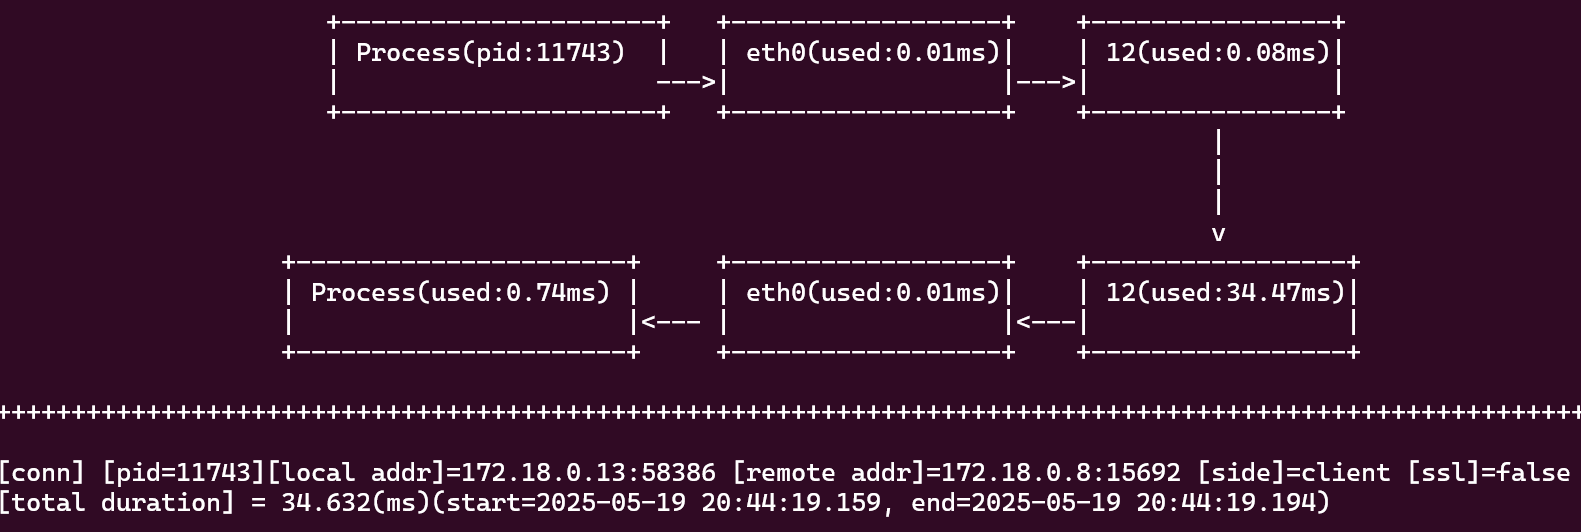 +----------------------+   +-------------------+    +----------------+
| Process(pid:11743)  |   | eth0(used:0.01ms)|    | 12(used:0.08ms)|
|                     --->|                  |--->|                |
+----------------------+   +-------------------+    +----------------+
|
|
|
v
+-----------------------+     +-------------------+    +-----------------+
| Process(used:0.74ms) |     | eth0(used:0.01ms)|    | 12(used:34.47ms)|
|                      |<--- |                  |<---|                 |
+-----------------------+     +-------------------+    +-----------------+
+++++++++++++++++++++++++++++++++++++++++++++++++++++++++++++++++++++++++++++++++++++++++++++++++++++++++
[conn] [pid=11743][local addr]=172.18.0.13:58386 [remote addr]=172.18.0.8:15692 [side]=client [ssl]=false
[total duration] = 34.632(ms)(start=2025-05-19 20:44:19.159, end=2025-05-19 20:44:19.194)